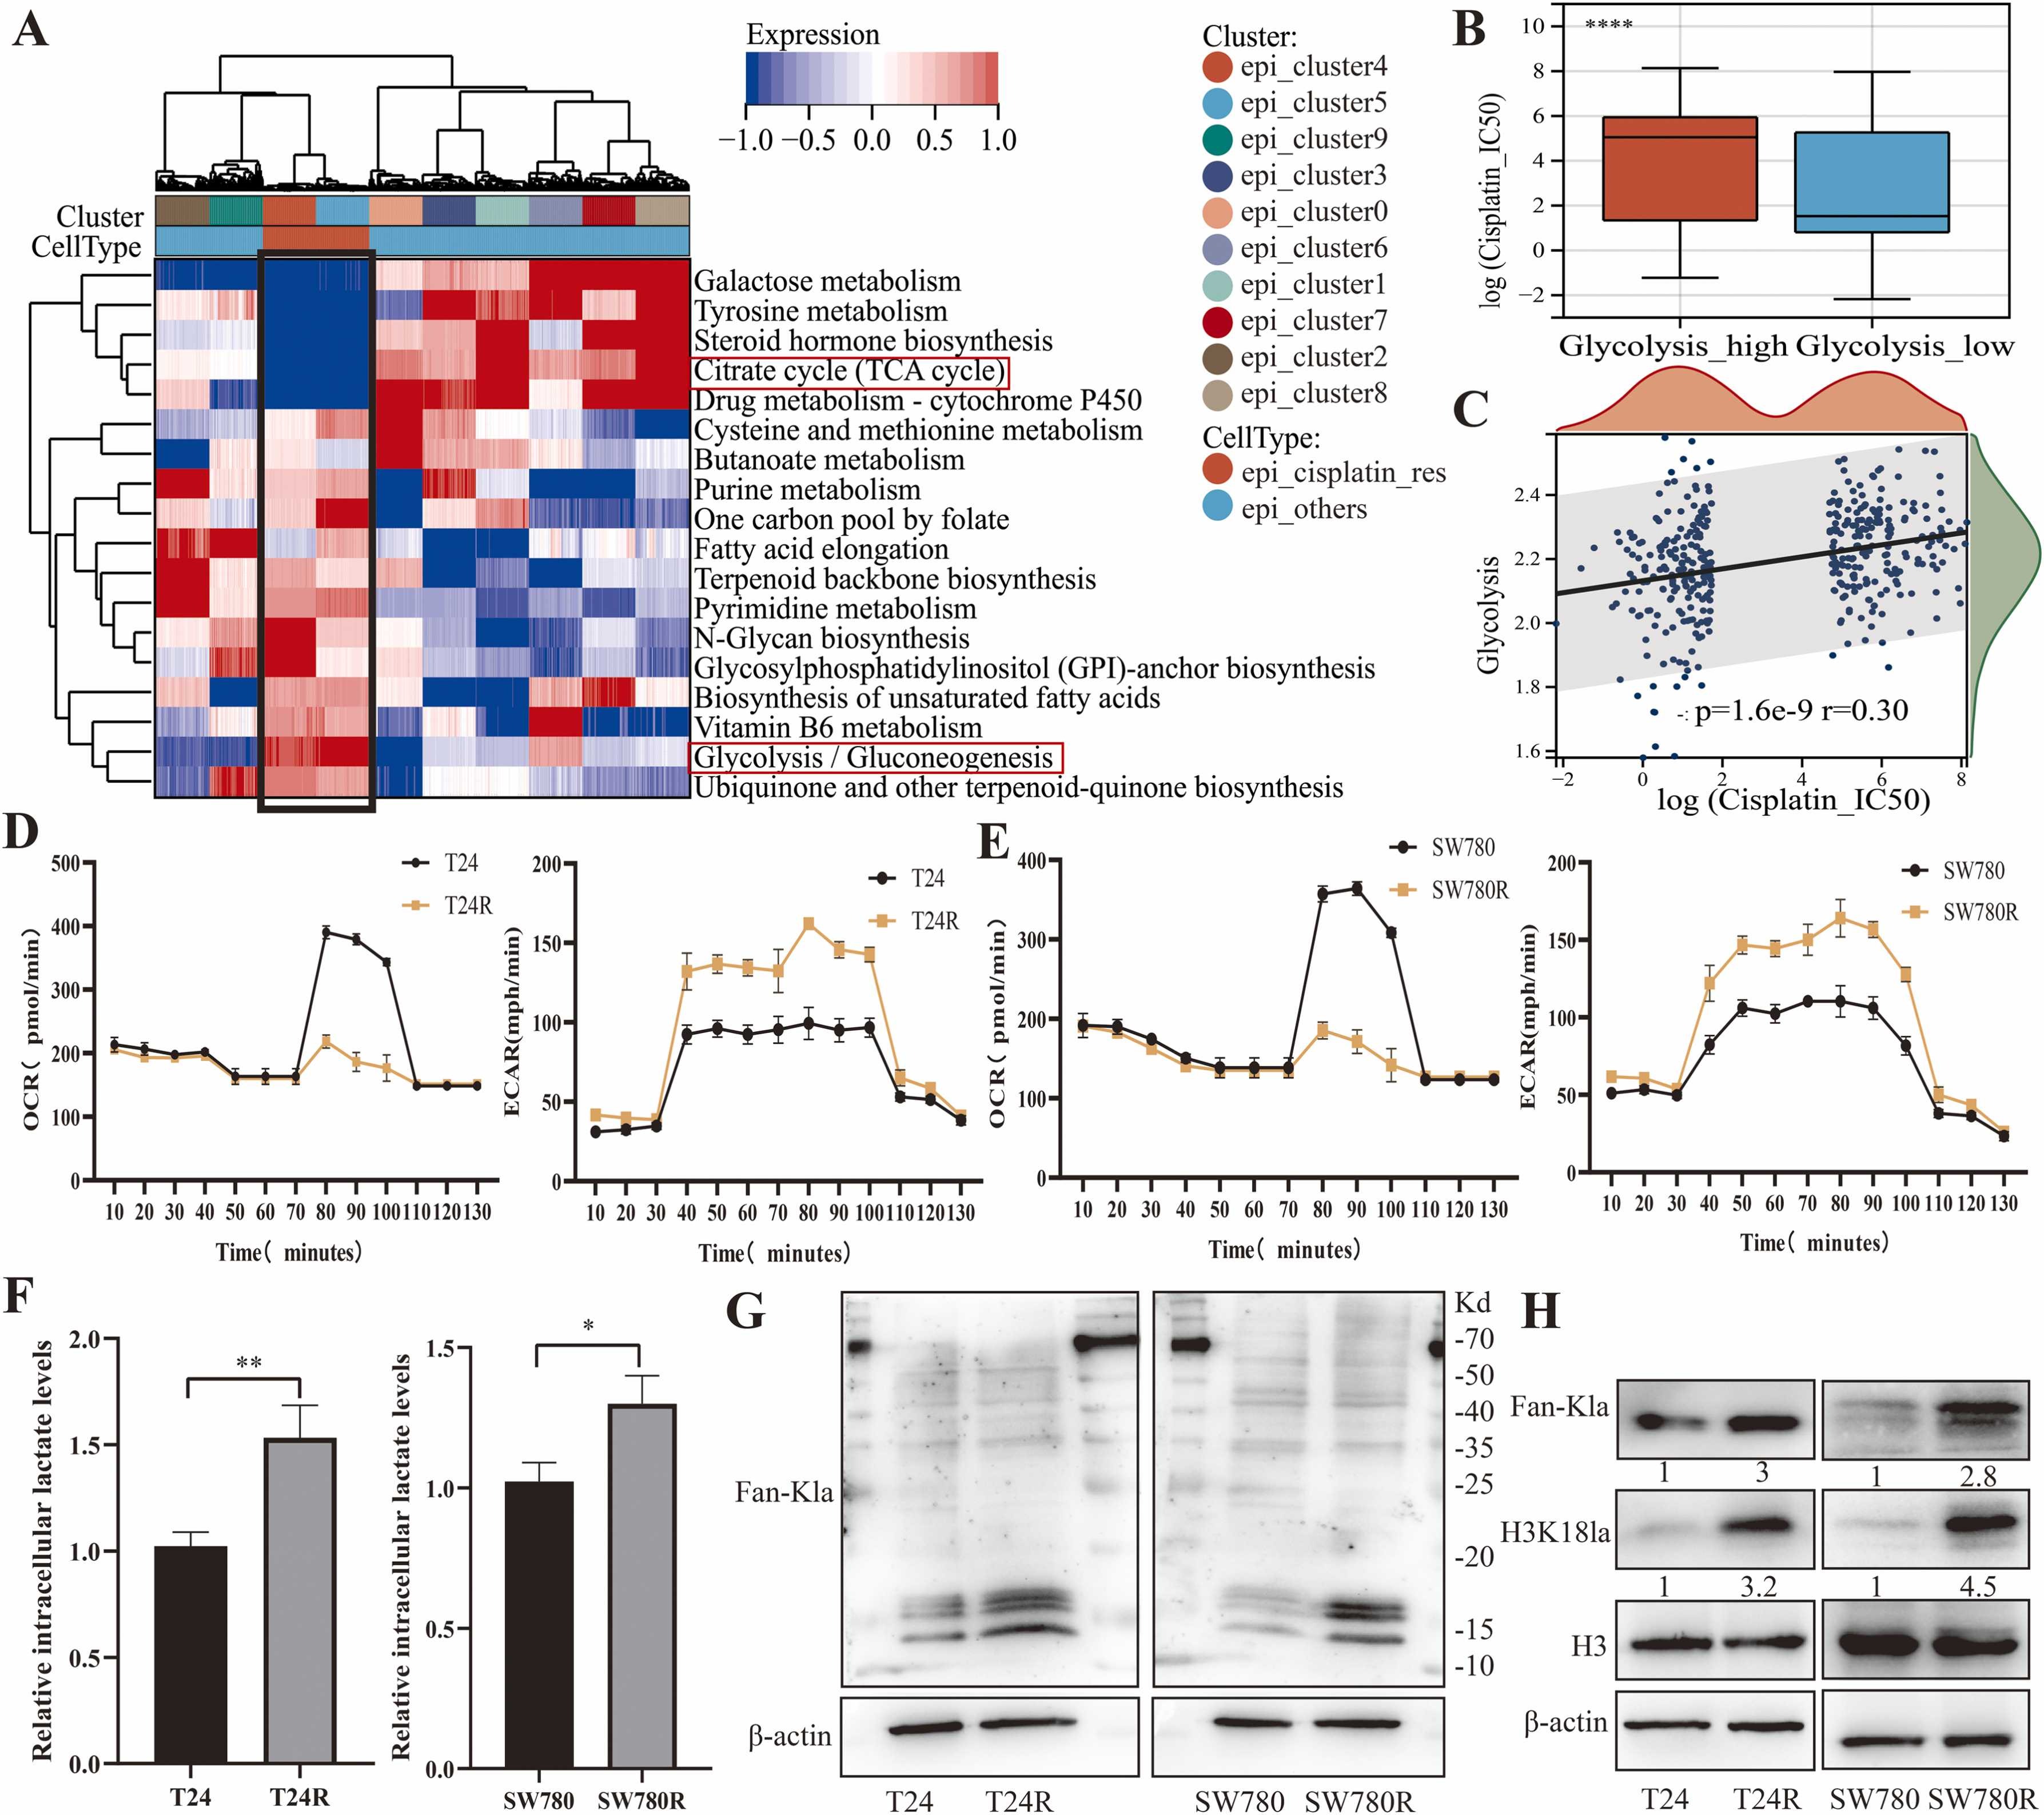 A
Expression
−1.0 −0.5 0.0 0.5 1.0
Cluster
CellType
Galactose metabolism
Tyrosine metabolism
Steroid hormone biosynthesis
Citrate cycle (TCA cycle)
Drug metabolism - cytochrome P450
Cysteine and methionine metabolism
Butanoate metabolism
Purine metabolism
One carbon pool by folate
Fatty acid elongation
Terpenoid backbone biosynthesis
Pyrimidine metabolism
N-Glycan biosynthesis
Glycosylphosphatidylinositol (GPI)-anchor biosynthesis
Biosynthesis of unsaturated fatty acids
Vitamin B6 metabolism
Glycolysis / Gluconeogenesis
Ubiquinone and other terpenoid-quinone biosynthesis
Cluster:
epi_cluster4
epi_cluster5
epi_cluster9
epi_cluster3
epi_cluster0
epi_cluster6
epi_cluster1
epi_cluster7
epi_cluster2
epi_cluster8
CellType:
epi_cisplatin_res
epi_others
B
****
log (Cisplatin_IC50)
10
8
6
4
2
0
−2
Glycolysis_high Glycolysis_low
C
Glycolysis
2.4
2.2
2.0
1.8
1.6
-: p=1.6e-9 r=0.30
−2 0 2 4 6 8
log (Cisplatin_IC50)
D
OCR( pmol/min)
500
400
300
200
100
0
T24
T24R
10 20 30 40 50 60 70 80 90 100 110 120 130
Time( minutes)
ECAR(mph/min)
200
150
100
50
0
T24
T24R
10 20 30 40 50 60 70 80 90 100 110 120 130
Time( minutes)
E
OCR( pmol/min)
400
300
200
100
0
SW780
SW780R
10 20 30 40 50 60 70 80 90 100 110 120 130
Time( minutes)
ECAR(mph/min)
200
150
100
50
0
SW780
SW780R
10 20 30 40 50 60 70 80 90 100 110 120 130
Time( minutes)
F
Relative intracellular lactate levels
2.0
1.5
1.0
0.5
0.0
**
T24 T24R
Relative intracellular lactate levels
1.5
1.0
0.5
0.0
*
SW780 SW780R
G
Fan-Kla
β-actin
Kd
-70
-50
-40
-35
-25
-20
-15
-10
T24 T24R SW780 SW780R
H
Fan-Kla
1 3 1 2.8
H3K18la
1 3.2 1 4.5
H3
β-actin
T24 T24R SW780 SW780R